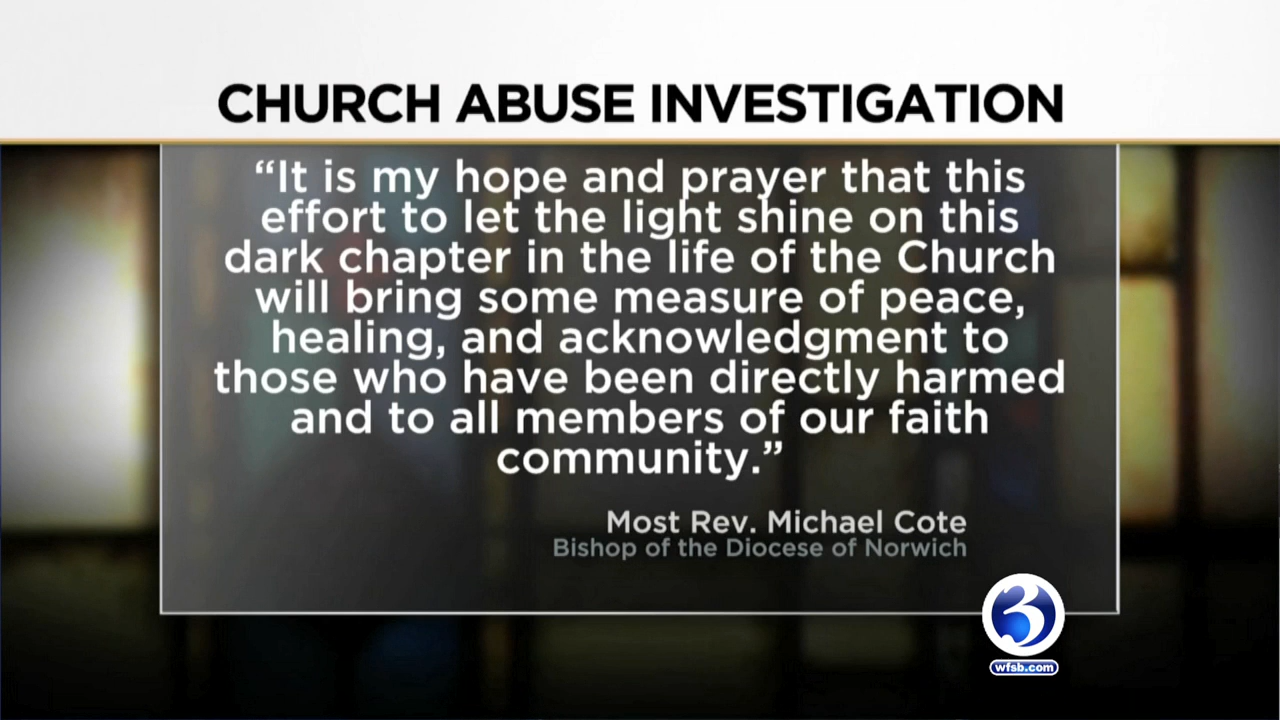 CHURCH ABUSE INVESTIGATION
“It is my hope and prayer that this
effort to let the light shine on this
dark chapter in the life of the Church
will bring some measure of peace,
healing, and acknowledgment to
those who have been directly harmed
and to all members of our faith
community.”
Most Rev. Michael Cote
Bishop of the Diocese of Norwich
3
wfsb.com